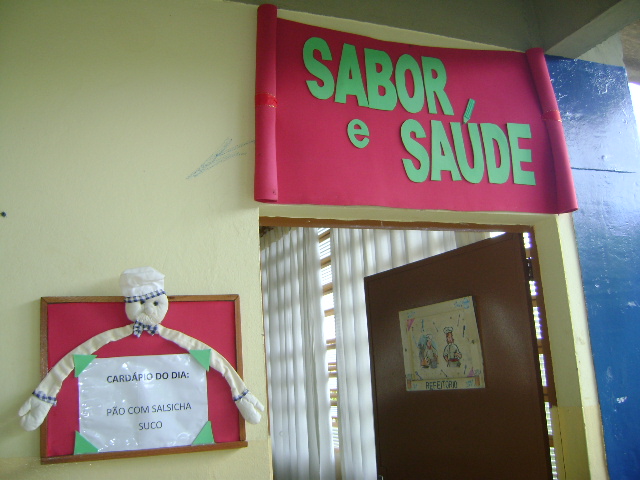 SABOR
e
SAÚDE
CARDÁPIO DO DIA:
PÃO COM SALSICHA
SUCO
REFEITÓRIO